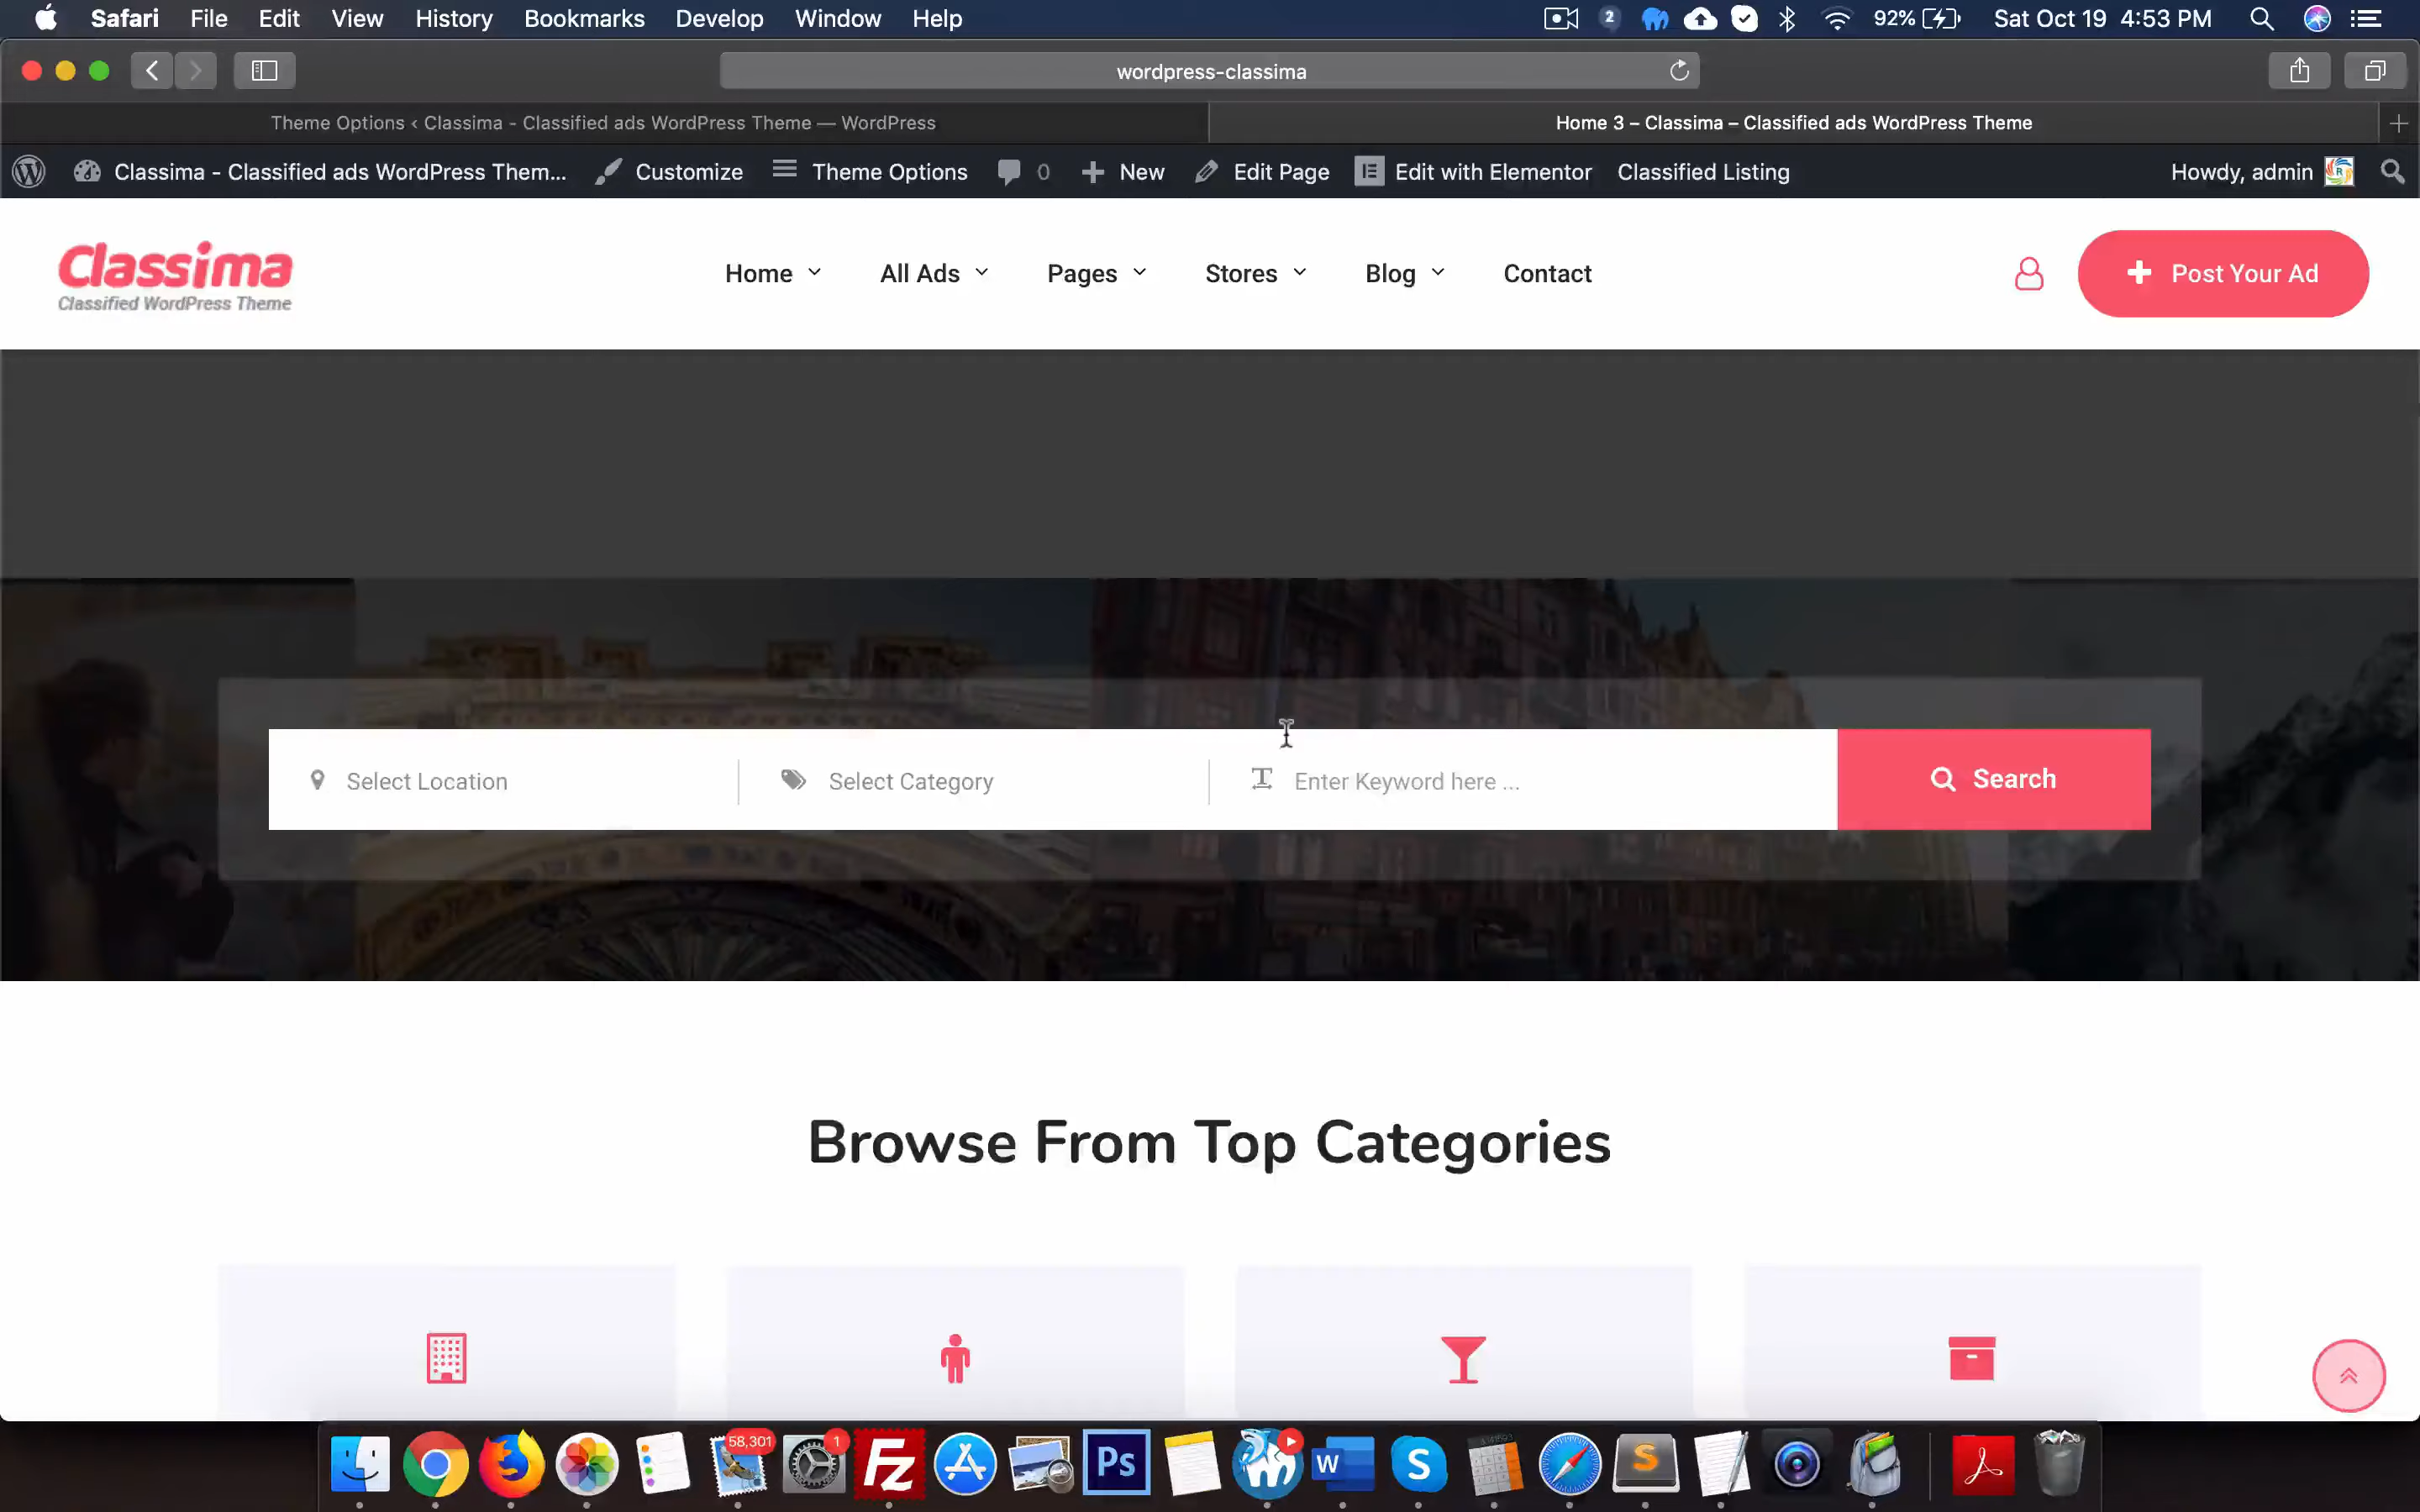 Safari File Edit View History Bookmarks Develop Window Help 2 92% Sat Oct 19 4:53 PM
wordpress-classima
Theme Options ‹ Classima - Classified ads WordPress Theme — WordPress Home 3 – Classima – Classified ads WordPress Theme
Classima - Classified ads WordPress Them... Customize Theme Options 0 New Edit Page Edit with Elementor Classified Listing Howdy, admin
Classima
Classified WordPress Theme
Home All Ads Pages Stores Blog Contact Post Your Ad
Select Location Select Category Enter Keyword here ... Search
Browse From Top Categories
58,301 1
Fz Ps W S S